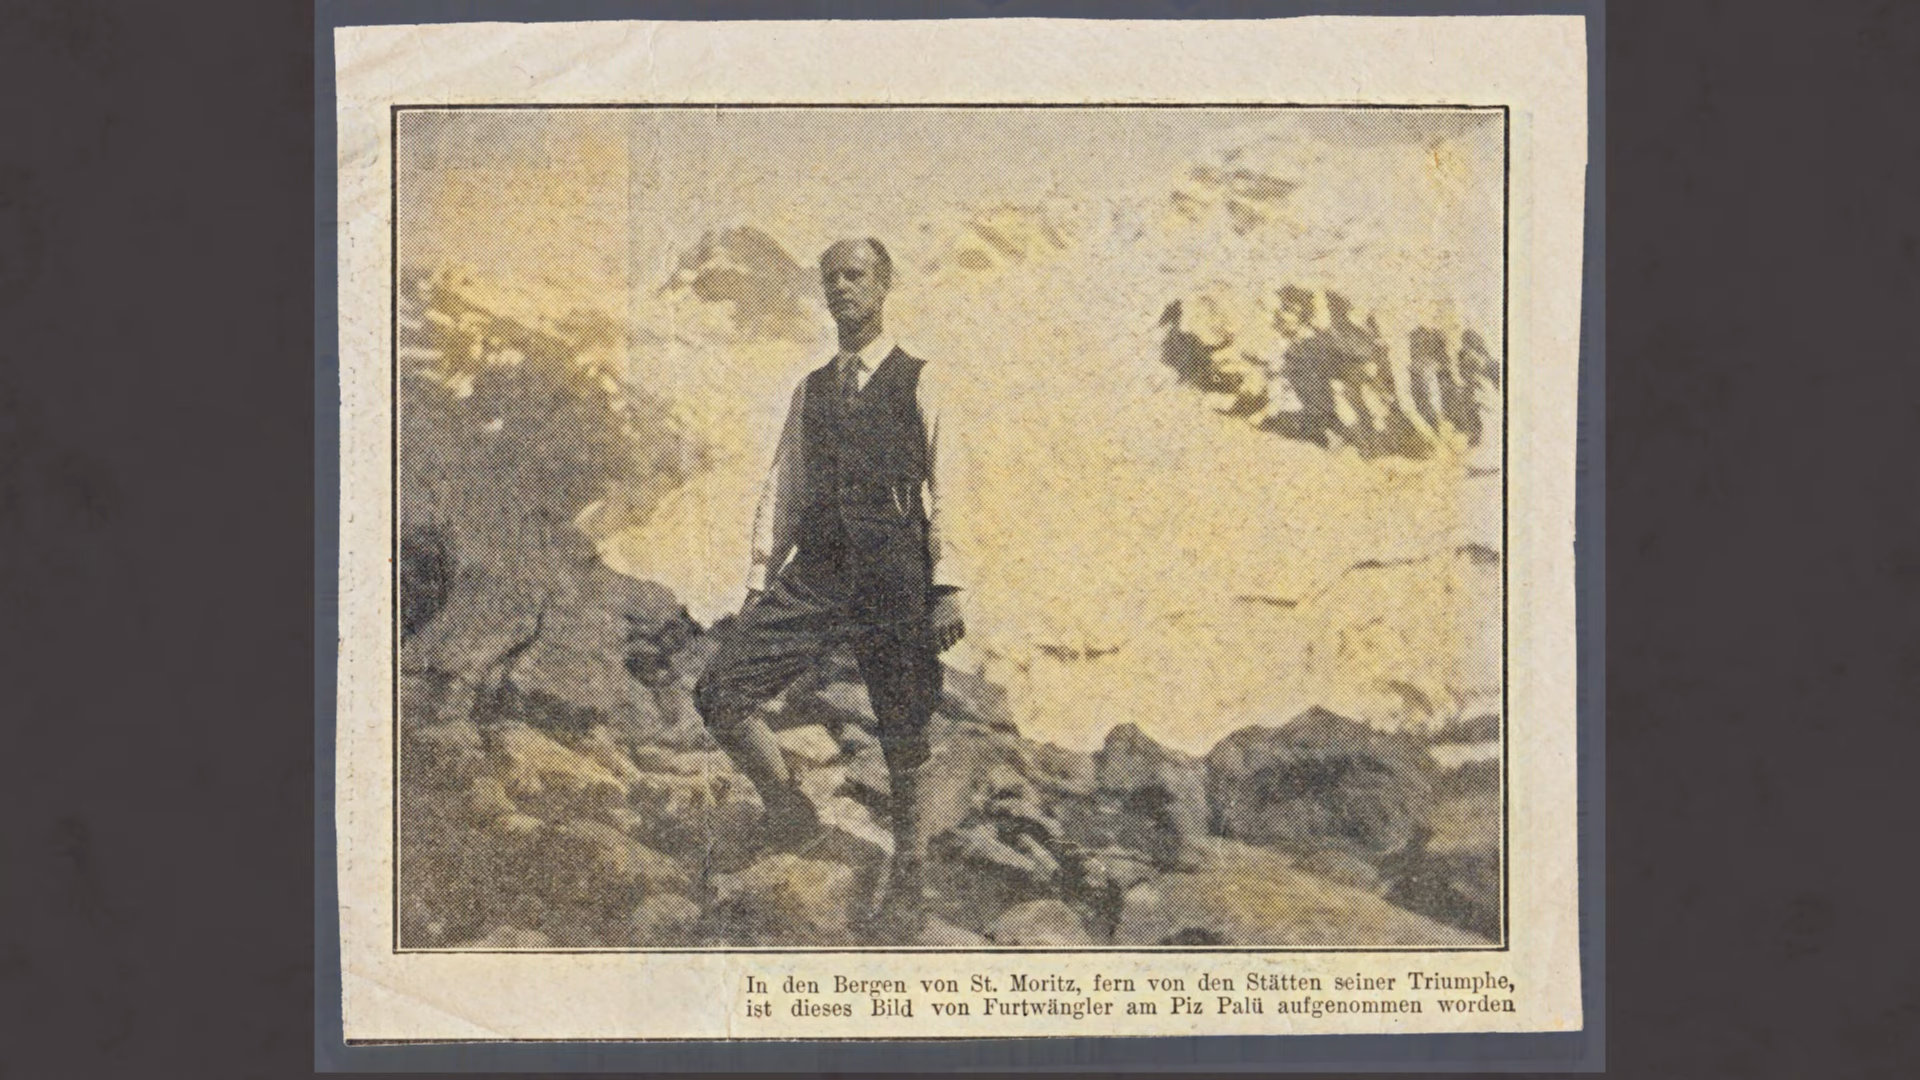 In den Bergen von St. Moritz, fern von den Stätten seiner Triumphe,
ist dieses Bild von Furtwängler am Piz Palü aufgenommen worden